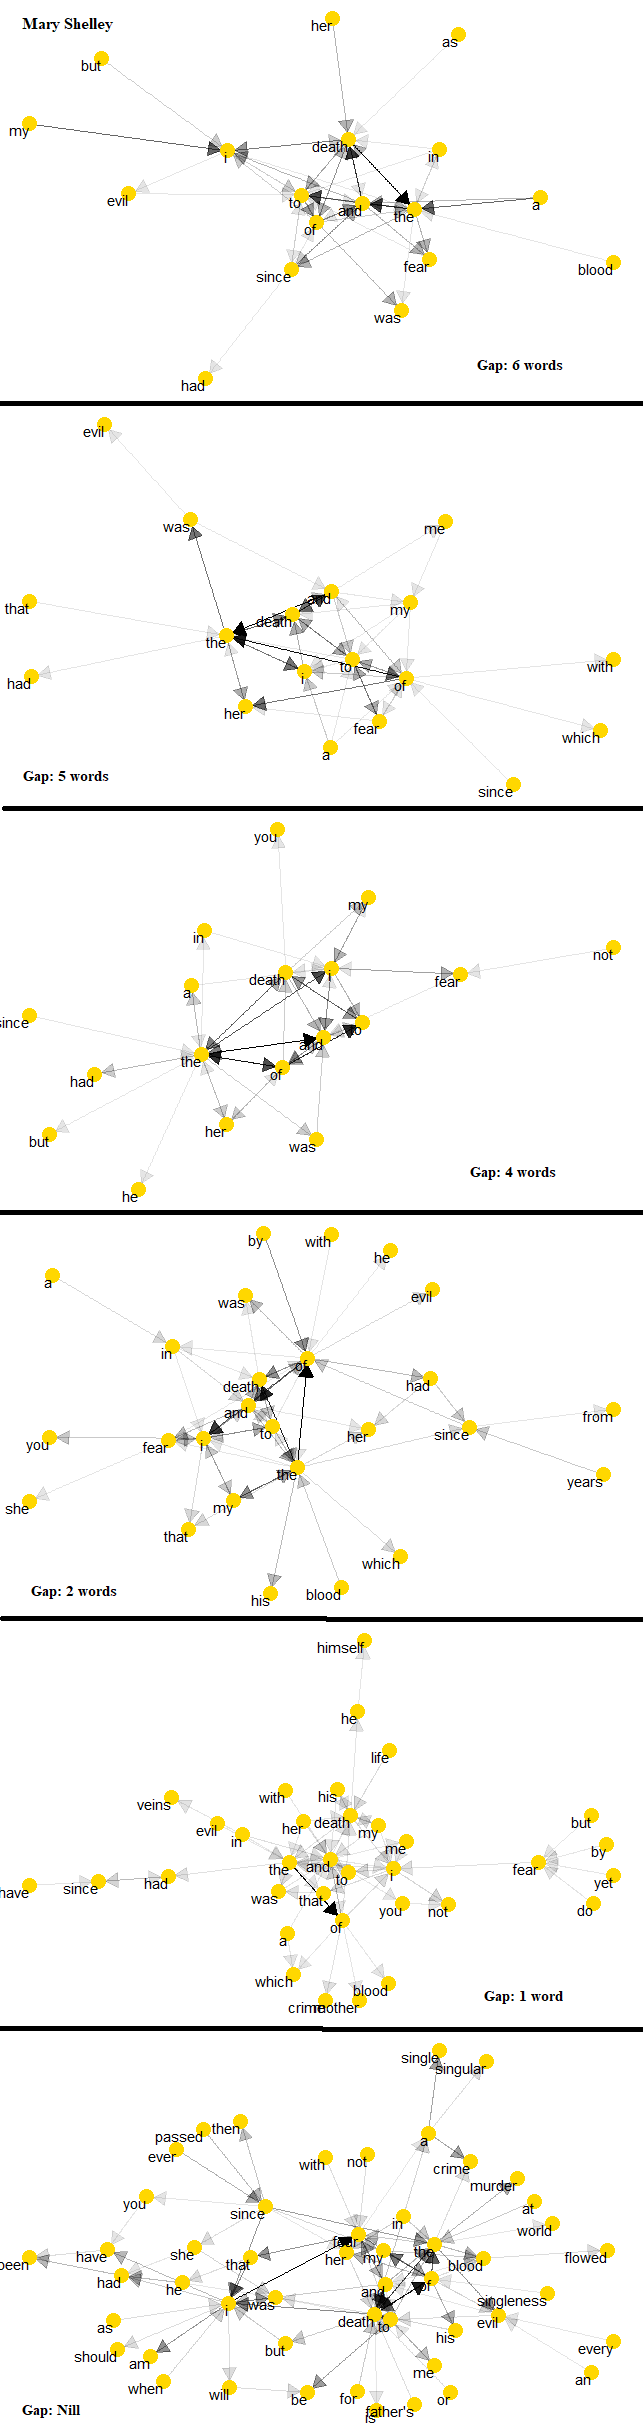 Mary Shelley
her
as
but
my
i
death
in
evil
to
and
the
a
of
since
fear
blood
was
had
Gap: 6 words
evil
was
me
that
and
death
my
the
had
i
to
of
with
her
fear
which
a
Gap: 5 words
since
you
my
in
death
i
not
a
fear
since
to
and
the
of
had
but
her
was
he
Gap: 4 words
by
with
he
a
was
evil
in
of
death
had
and
to
her
since
from
you
fear
i
the
years
she
my
that
which
Gap: 2 words
his
blood
himself
he
life
veins
with
his
evil
in
her
death
my
but
me
by
the
and
to
i
fear
have
since
had
yet
was
that
you
not
do
a
of
which
blood
crime
mother
Gap: 1 word
single
singular
passed
then
ever
a
with
not
crime
murder
you
since
in
at
world
fear
been
have
she
that
her
my
the
blood
flowed
had
he
and
of
singleness
i
was
as
death
to
evil
his
should
am
but
every
me
when
will
be
for
father's
or
an
is
Gap: Nill